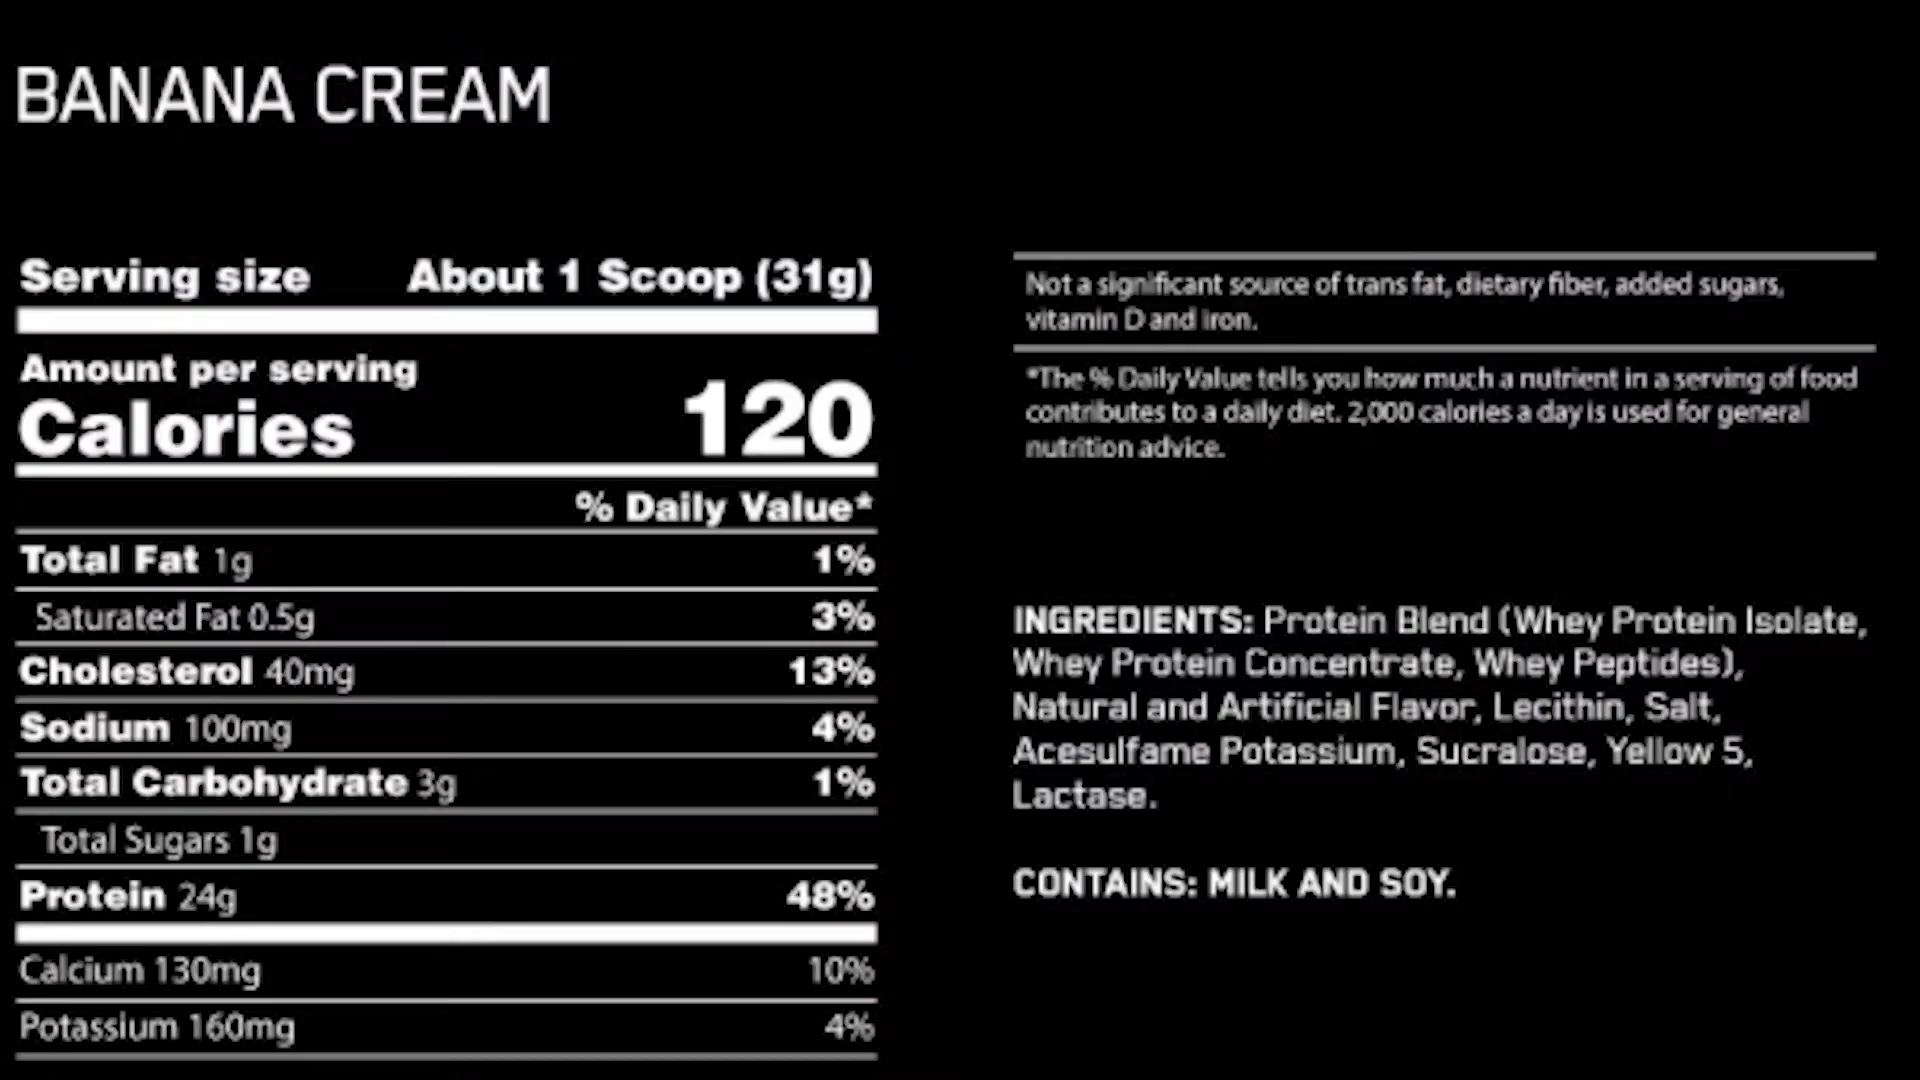 BANANA CREAM
Serving size About 1 Scoop (31g)
Amount per serving
Calories 120
% Daily Value*
Total Fat 1g 1%
Saturated Fat 0.5g 3%
Cholesterol 40mg 13%
Sodium 100mg 4%
Total Carbohydrate 3g 1%
Total Sugars 1g
Protein 24g 48%
Calcium 130mg 10%
Potassium 160mg 4%
Not a significant source of trans fat, dietary fiber, added sugars,
vitamin D and iron.
*The % Daily Value tells you how much a nutrient in a serving of food
contributes to a daily diet. 2,000 calories a day is used for general
nutrition advice.
INGREDIENTS: Protein Blend (Whey Protein Isolate,
Whey Protein Concentrate, Whey Peptides),
Natural and Artificial Flavor, Lecithin, Salt,
Acesulfame Potassium, Sucralose, Yellow 5,
Lactase.
CONTAINS: MILK AND SOY.